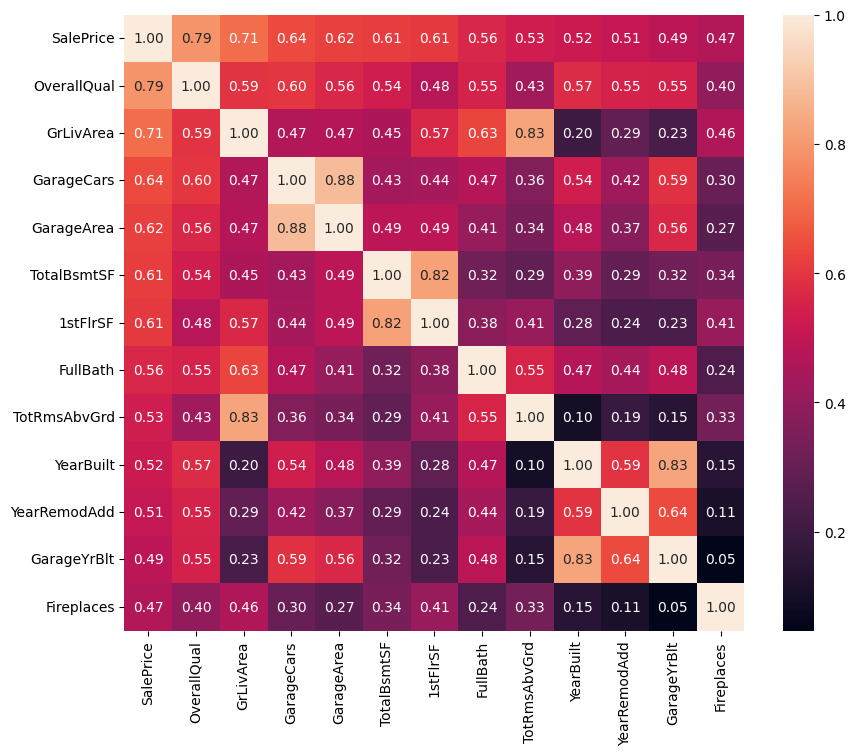 SalePrice 1.00 0.79 0.71 0.64 0.62 0.61 0.61 0.56 0.53 0.52 0.51 0.49 0.47
OverallQual 0.79 1.00 0.59 0.60 0.56 0.54 0.48 0.55 0.43 0.57 0.55 0.55 0.40
GrLivArea 0.71 0.59 1.00 0.47 0.47 0.45 0.57 0.63 0.83 0.20 0.29 0.23 0.46
GarageCars 0.64 0.60 0.47 1.00 0.88 0.43 0.44 0.47 0.36 0.54 0.42 0.59 0.30
GarageArea 0.62 0.56 0.47 0.88 1.00 0.49 0.49 0.41 0.34 0.48 0.37 0.56 0.27
TotalBsmtSF 0.61 0.54 0.45 0.43 0.49 1.00 0.82 0.32 0.29 0.39 0.29 0.32 0.34
1stFlrSF 0.61 0.48 0.57 0.44 0.49 0.82 1.00 0.38 0.41 0.28 0.24 0.23 0.41
FullBath 0.56 0.55 0.63 0.47 0.41 0.32 0.38 1.00 0.55 0.47 0.44 0.48 0.24
TotRmsAbvGrd 0.53 0.43 0.83 0.36 0.34 0.29 0.41 0.55 1.00 0.10 0.19 0.15 0.33
YearBuilt 0.52 0.57 0.20 0.54 0.48 0.39 0.28 0.47 0.10 1.00 0.59 0.83 0.15
YearRemodAdd 0.51 0.55 0.29 0.42 0.37 0.29 0.24 0.44 0.19 0.59 1.00 0.64 0.11
GarageYrBlt 0.49 0.55 0.23 0.59 0.56 0.32 0.23 0.48 0.15 0.83 0.64 1.00 0.05
Fireplaces 0.47 0.40 0.46 0.30 0.27 0.34 0.41 0.24 0.33 0.15 0.11 0.05 1.00
SalePrice
OverallQual
GrLivArea
GarageCars
GarageArea
TotalBsmtSF
1stFlrSF
FullBath
TotRmsAbvGrd
YearBuilt
YearRemodAdd
GarageYrBlt
Fireplaces
1.0
0.8
0.6
0.4
0.2